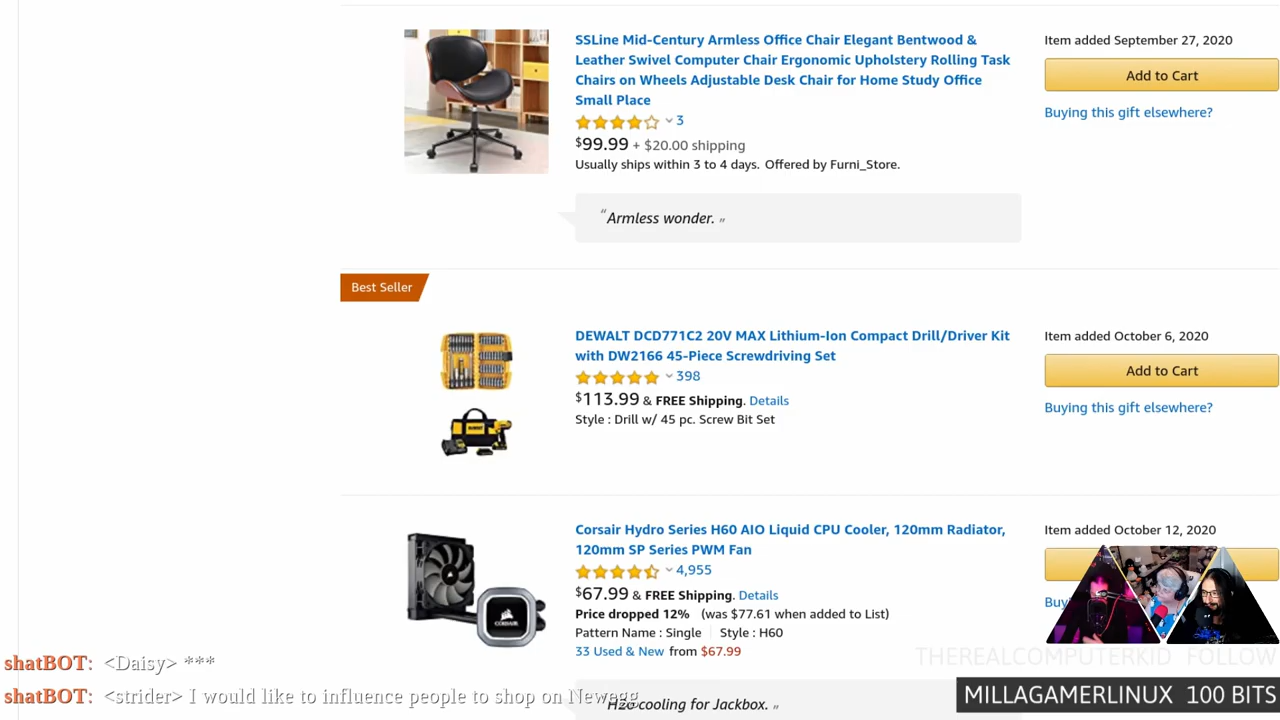 SSLine Mid-Century Armless Office Chair Elegant Bentwood &
Leather Swivel Computer Chair Ergonomic Upholstery Rolling Task
Chairs on Wheels Adjustable Desk Chair for Home Study Office
Small Place
3
$99.99 + $20.00 shipping
Usually ships within 3 to 4 days. Offered by Furni_Store.
“Armless wonder. ”
Item added September 27, 2020
Add to Cart
Buying this gift elsewhere?
Best Seller
DEWALT DCD771C2 20V MAX Lithium-Ion Compact Drill/Driver Kit
with DW2166 45-Piece Screwdriving Set
398
$113.99 & FREE Shipping. Details
Style : Drill w/ 45 pc. Screw Bit Set
Item added October 6, 2020
Add to Cart
Buying this gift elsewhere?
Corsair Hydro Series H60 AIO Liquid CPU Cooler, 120mm Radiator,
120mm SP Series PWM Fan
4,955
$67.99 & FREE Shipping. Details
Price dropped 12% (was $77.61 when added to List)
Pattern Name : Single | Style : H60
33 Used & New from $67.99
Item added October 12, 2020
CORSAIR
shatBOT: <Daisy> ***
shatBOT: <strider> I would like to influence people to shop on Newegg
cooling for Jackbox. ”
THEREALCOMPUTERKID FOLLOW
MILLAGAMERLINUX 100 BITS